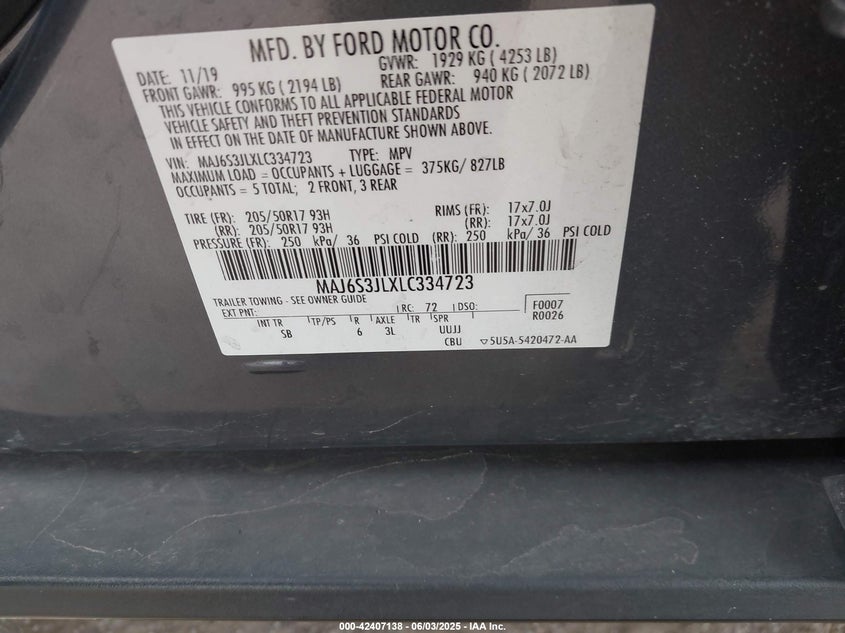 MFD. BY FORD MOTOR CO.
DATE: 11/19
GVWR: 1929 KG ( 4253 LB)
FRONT GAWR: 995 KG ( 2194 LB)
REAR GAWR: 940 KG ( 2072 LB)
THIS VEHICLE CONFORMS TO ALL APPLICABLE FEDERAL MOTOR
VEHICLE SAFETY AND THEFT PREVENTION STANDARDS
IN EFFECT ON THE DATE OF MANUFACTURE SHOWN ABOVE.
VIN: MAJ6S3JLXLC334723 TYPE: MPV
MAXIMUM LOAD = OCCUPANTS + LUGGAGE = 375KG/ 827LB
OCCUPANTS = 5 TOTAL; 2 FRONT, 3 REAR
TIRE (FR): 205/50R17 93H RIMS (FR): 17x7.0J
(RR): 205/50R17 93H (RR): 17x7.0J
PRESSURE (FR): 250 kPa/ 36 PSI COLD (RR): 250 kPa/ 36 PSI COLD
MAJ6S3JLXLC334723
TRAILER TOWING - SEE OWNER GUIDE
EXT PNT: RC: 72 DSO: F0007
R0026
INT TR TP/PS R AXLE TR SPR
SB 6 3L UUJJ
CBU 5U5A-5420472-AA
000-42407138 - 06/03/2025 - IAA Inc.